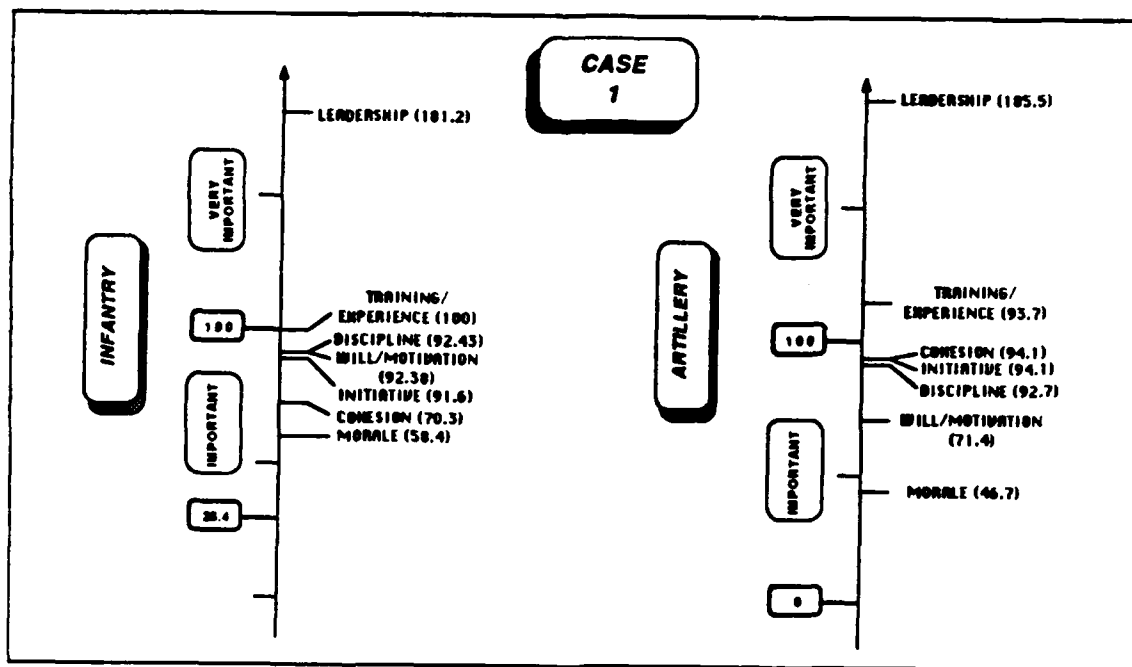 CASE
1
INFANTRY
LEADERSHIP (181.2)
VERY
IMPORTANT
TRAINING/
EXPERIENCE (100)
100
DISCIPLINE (92.43)
WILL/MOTIVATION
(92.38)
INITIATIVE (91.6)
IMPORTANT
COHESION (70.3)
MORALE (58.4)
ARTILLERY
LEADERSHIP (185.5)
VERY
IMPORTANT
TRAINING/
EXPERIENCE (93.7)
100
COHESION (94.1)
INITIATIVE (94.1)
DISCIPLINE (92.7)
WILL/MOTIVATION
(71.4)
IMPORTANT
MORALE (46.7)
0